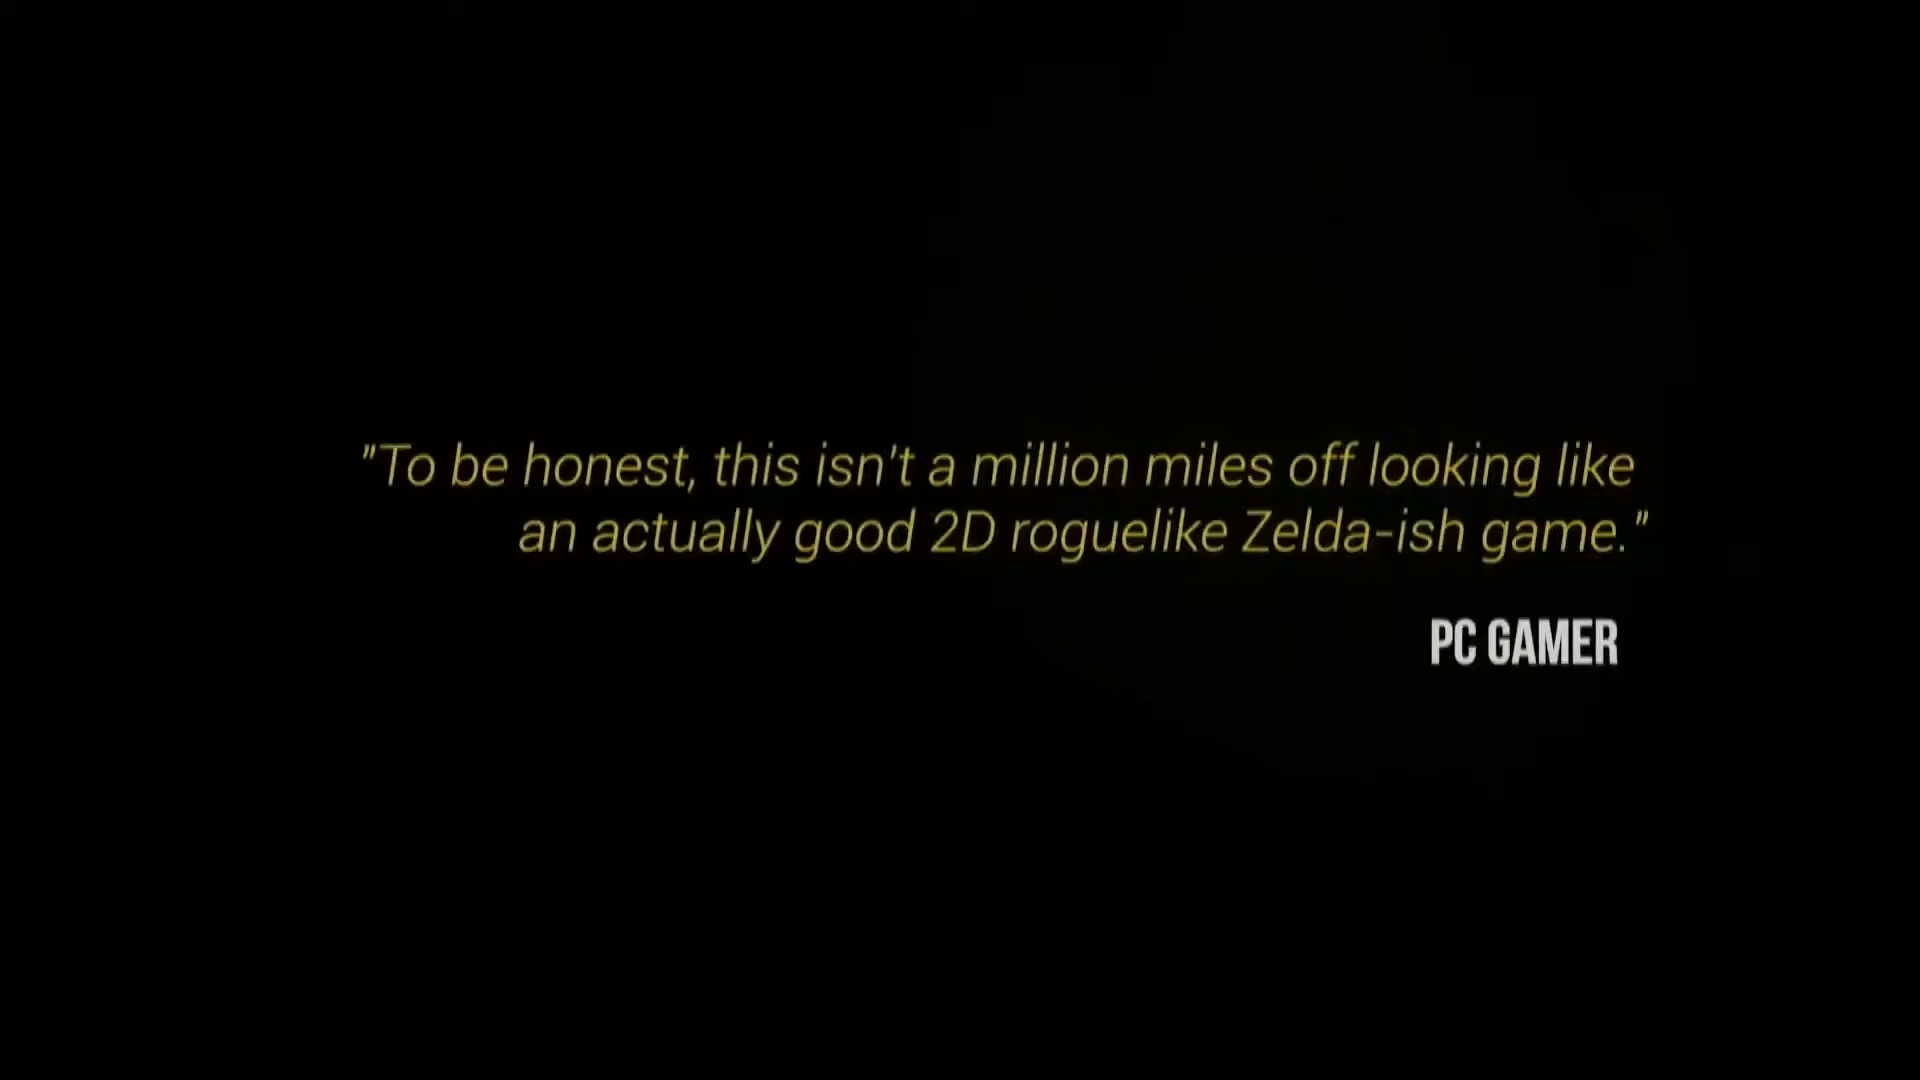 "To be honest, this isn't a million miles off looking like
an actually good 2D roguelike Zelda-ish game."
PC GAMER